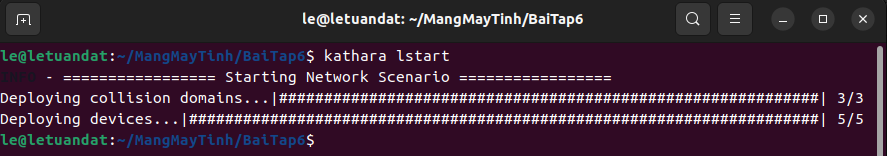 le@letuandat: ~/MangMayTinh/BaiTap6
le@letuandat:~/MangMayTinh/BaiTap6$ kathara lstart
- ================= Starting Network Scenario =================
Deploying collision domains...|############################################################| 3/3
Deploying devices...|######################################################################| 5/5
le@letuandat:~/MangMayTinh/BaiTap6$